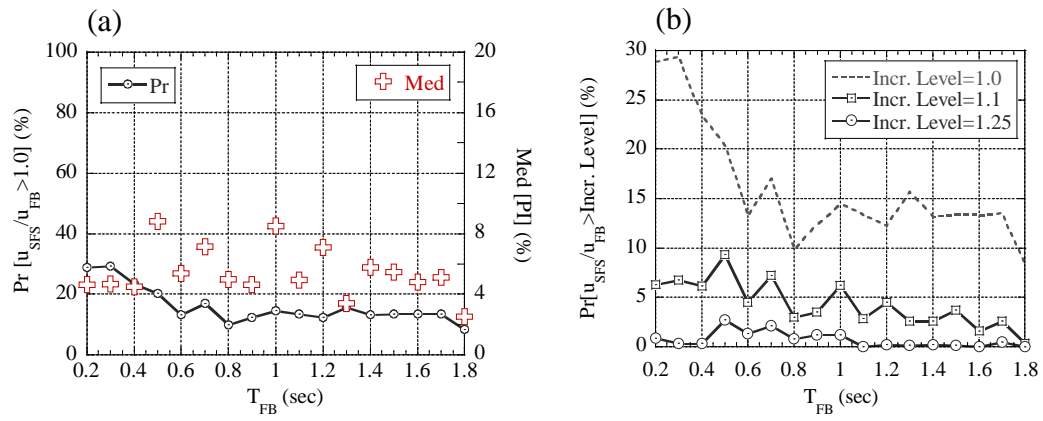 (a)
100
80
60
40
20
0
Pr [u_SFS/u_FB>1.0] (%)
Pr
Med
20
16
12
8
4
0
Med [PI] (%)
0.2 0.4 0.6 0.8 1 1.2 1.4 1.6 1.8
T_FB (sec)
(b)
30
25
20
15
10
5
0
Pr[u_SFS/u_FB>Incr. Level] (%)
Incr. Level=1.0
Incr. Level=1.1
Incr. Level=1.25
0.2 0.4 0.6 0.8 1 1.2 1.4 1.6 1.8
T_FB (sec)